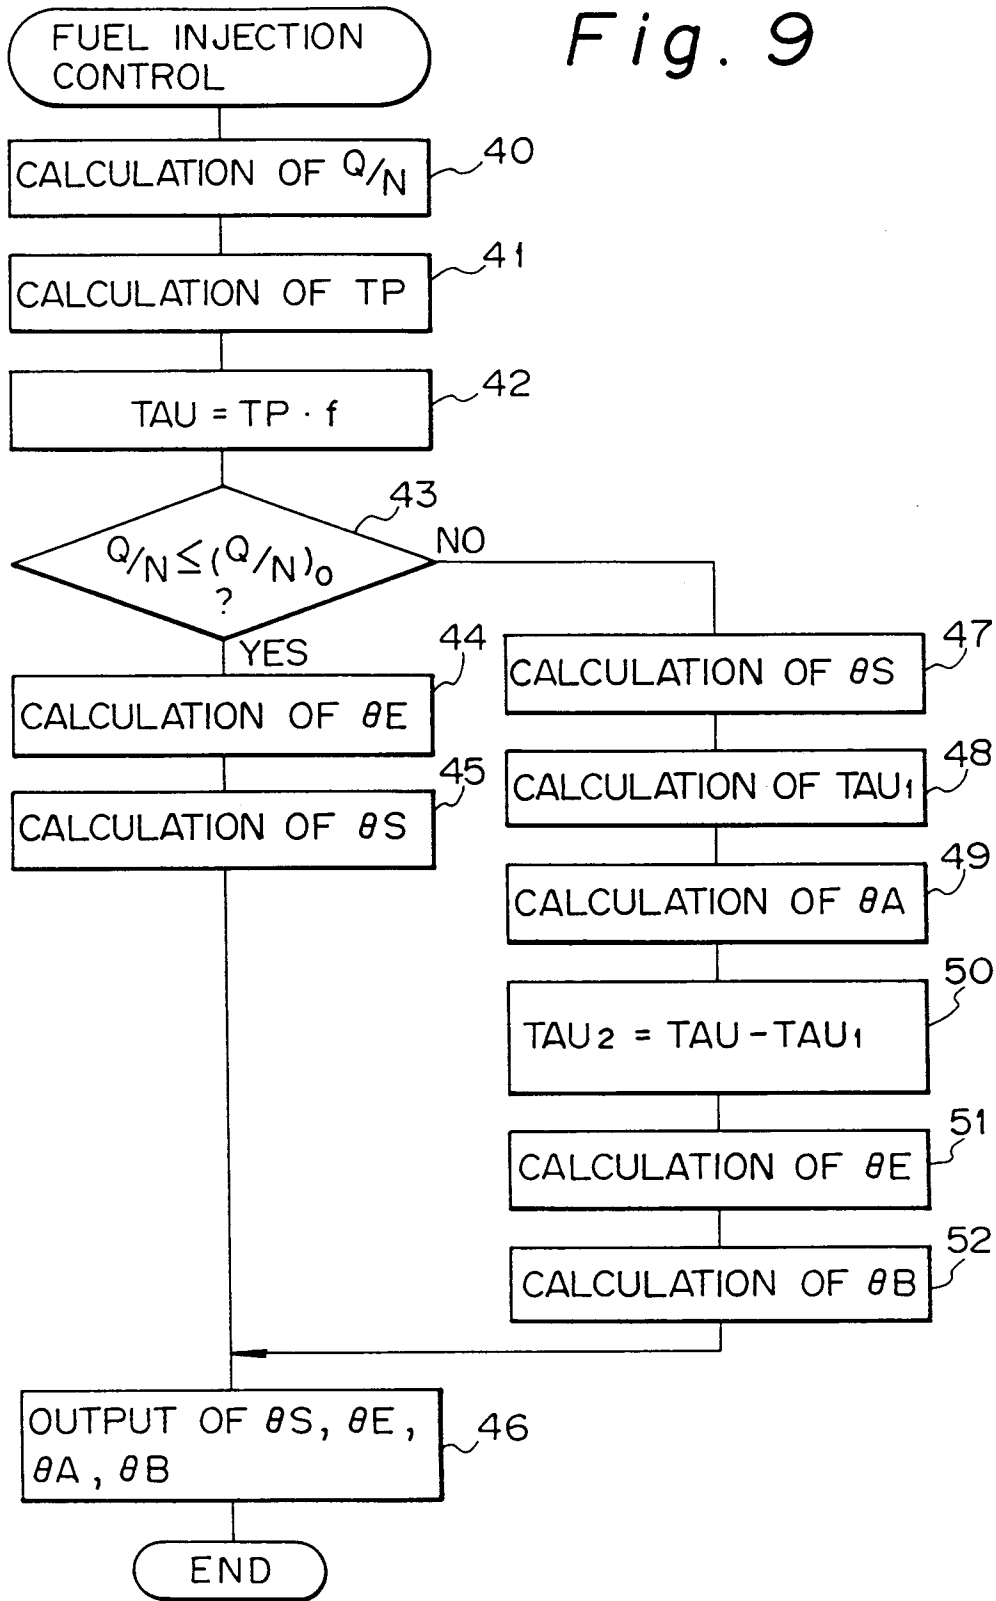 Fig. 9
FUEL INJECTION
CONTROL
CALCULATION OF Q/N
40
CALCULATION OF TP
41
TAU = TP · f
42
Q/N ≤ (Q/N)0
?
43
NO
YES
CALCULATION OF θE
44
CALCULATION OF θS
45
CALCULATION OF θS
47
CALCULATION OF TAU1
48
CALCULATION OF θA
49
TAU2 = TAU - TAU1
50
CALCULATION OF θE
51
CALCULATION OF θB
52
OUTPUT OF θS, θE,
θA, θB
46
END